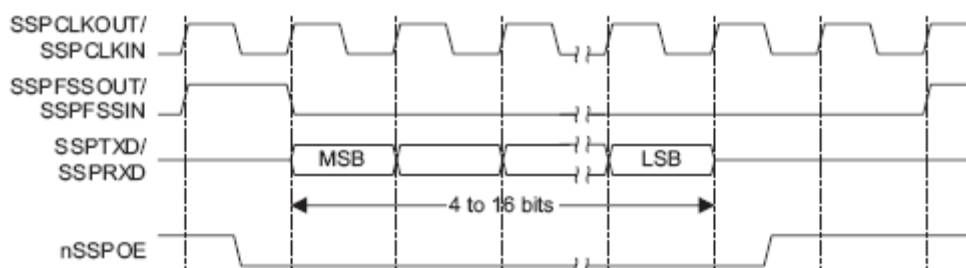 SSPCLKOUT/
SSPCLKIN
SSPFSSOUT/
SSPFSSIN
SSPTXD/
SSPRXD
MSB
LSB
4 to 16 bits
nSSPOE